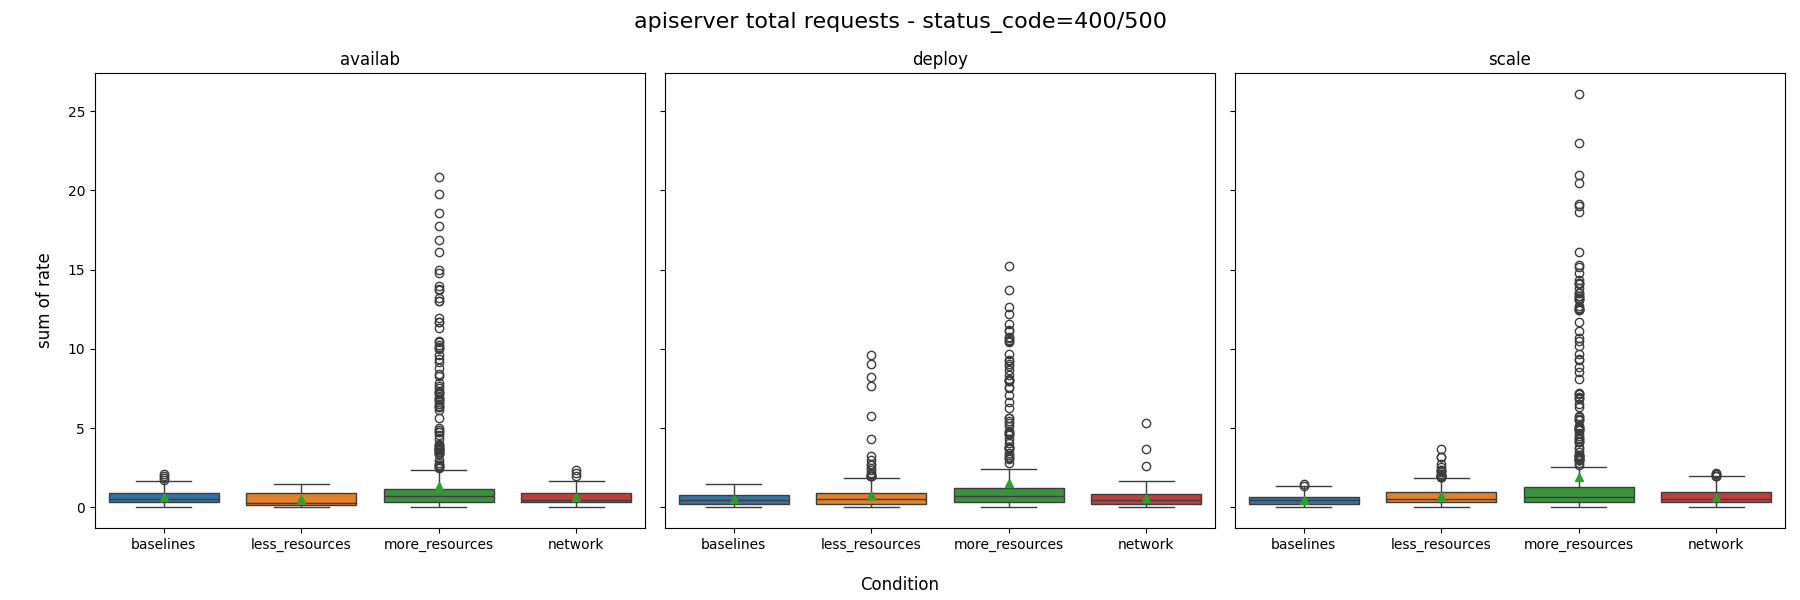 apiserver total requests - status_code=400/500
availab
deploy
scale
sum of rate
25
20
15
10
5
0
baselines less_resources more_resources network
baselines less_resources more_resources network
baselines less_resources more_resources network
Condition